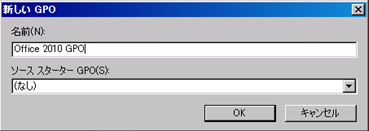 新しい GPO
名前(N):
Office 2010 GPO
ソース スターター GPO(S):
(なし)
OK
キャンセル